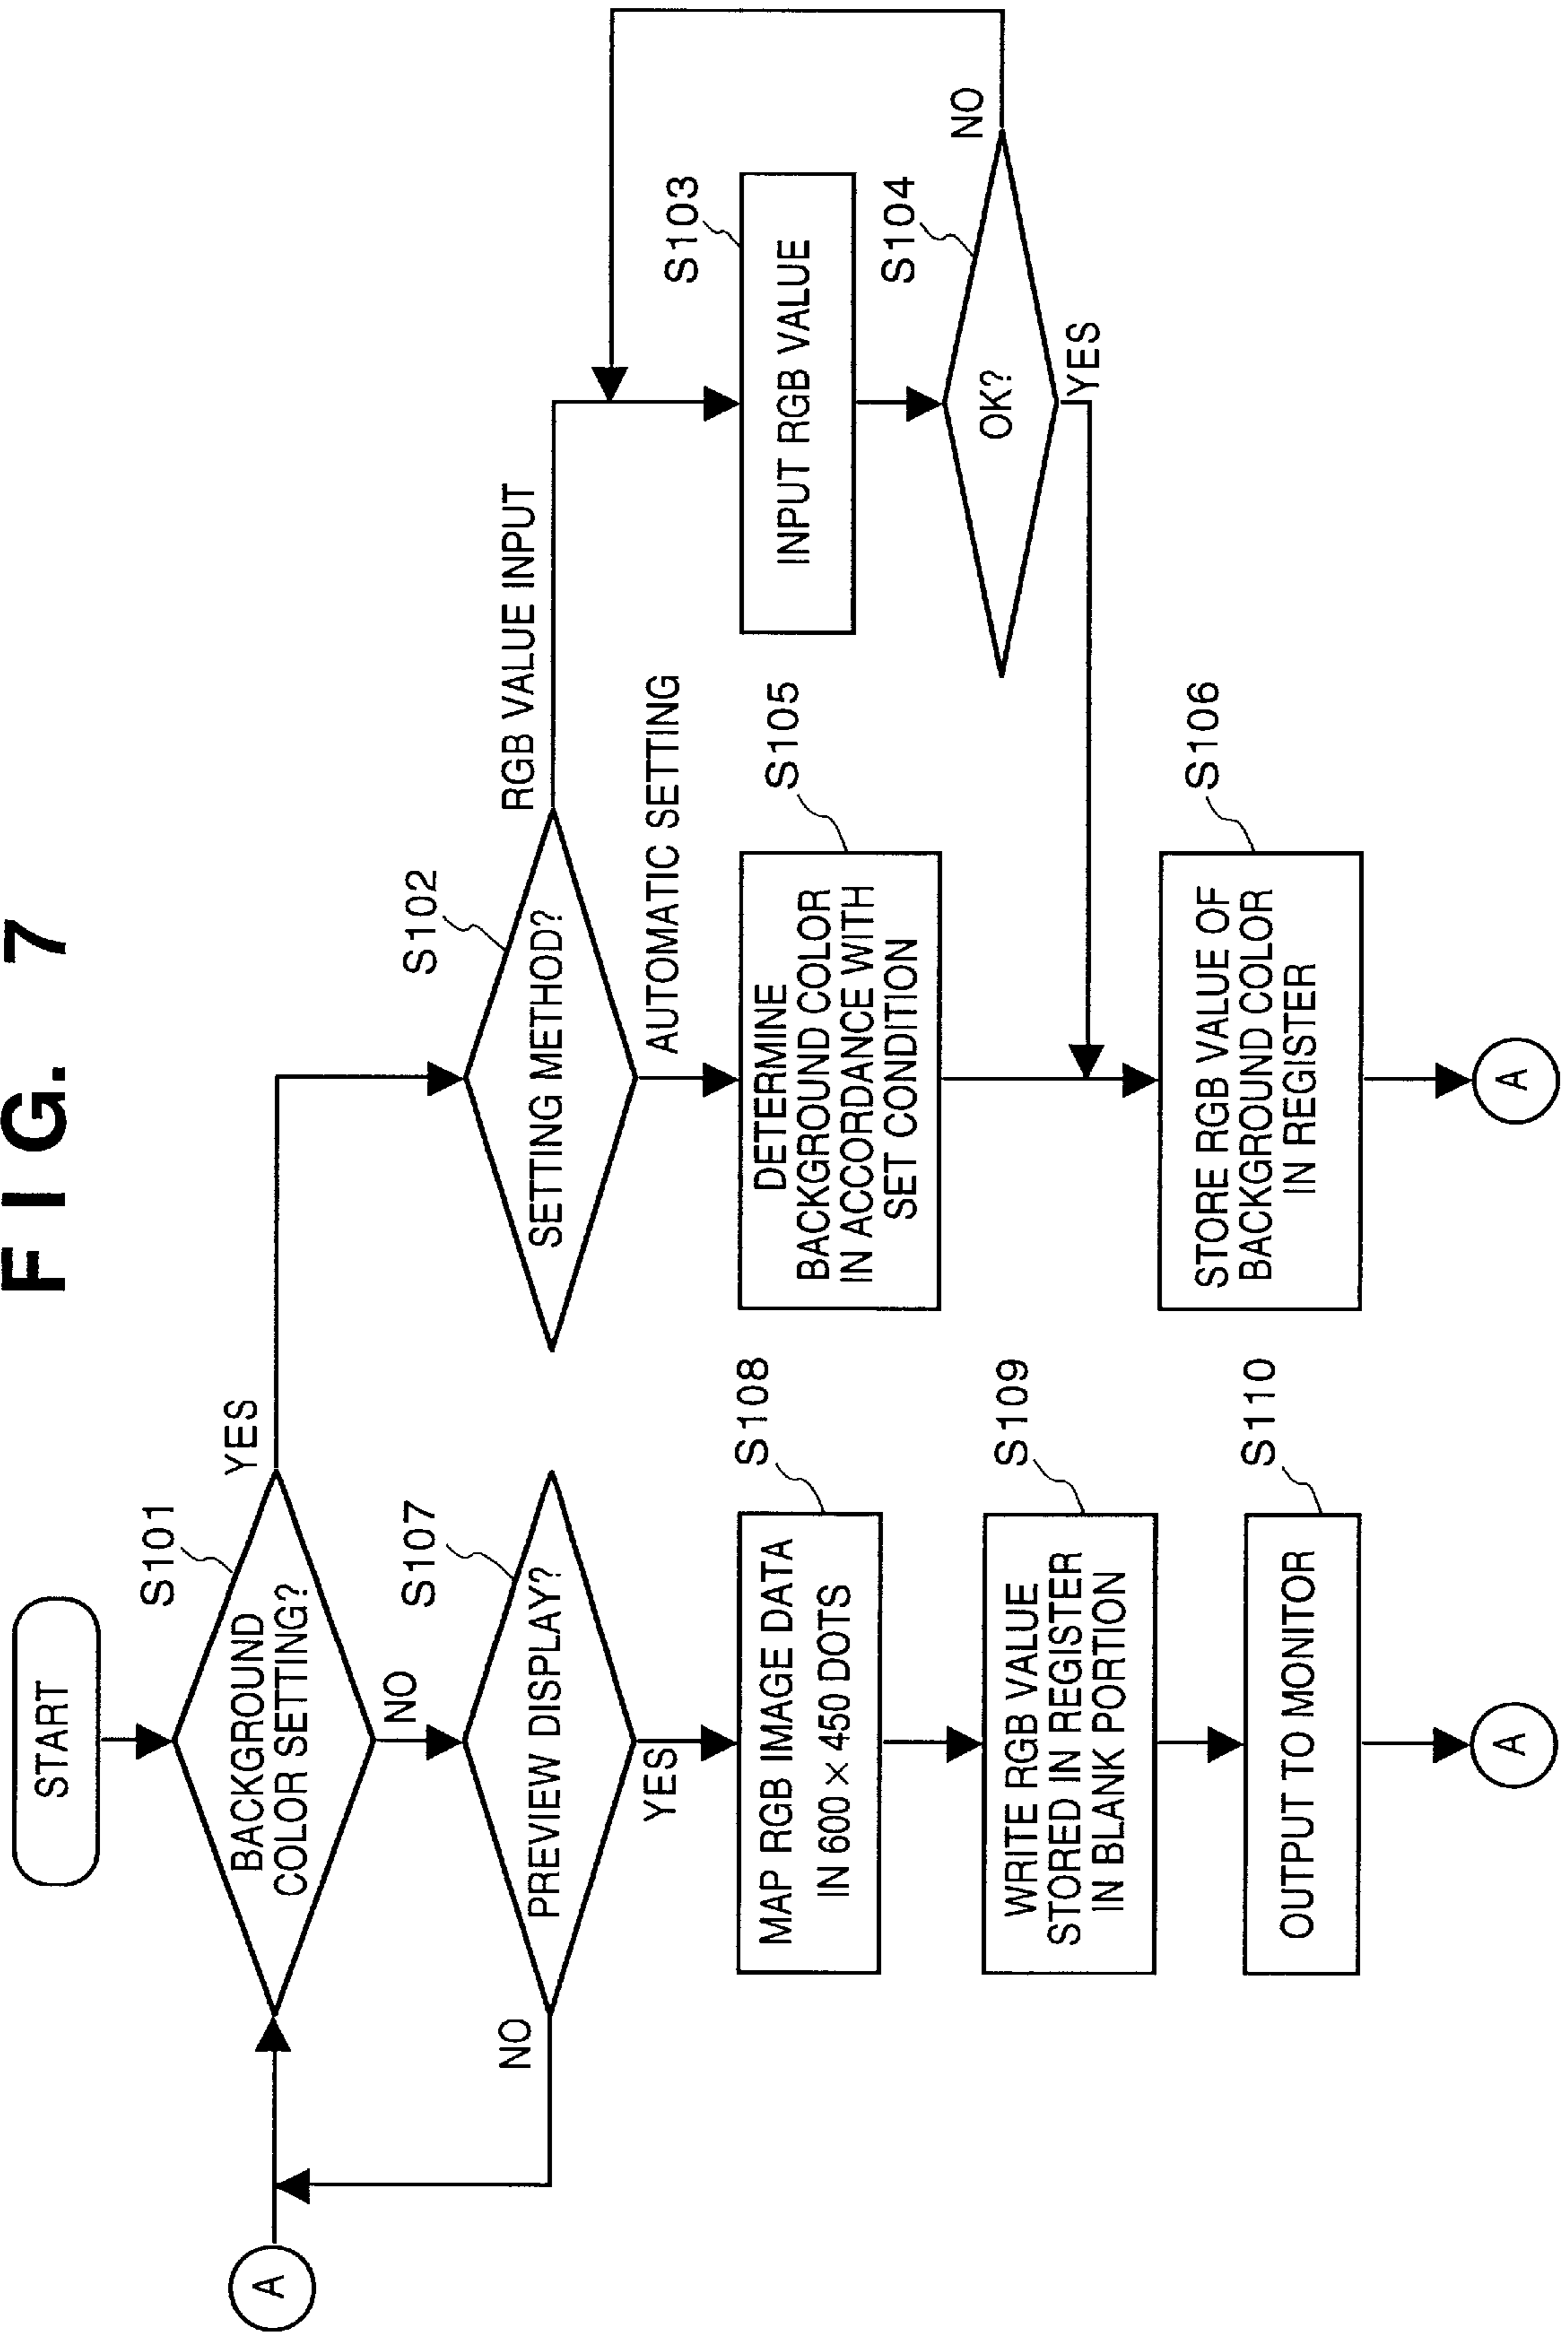 FIG. 7
START
S101
BACKGROUND
COLOR SETTING?
YES
NO
A
S107
PREVIEW DISPLAY?
NO
YES
S108
MAP RGB IMAGE DATA
IN 600 × 450 DOTS
S109
WRITE RGB VALUE
STORED IN REGISTER
IN BLANK PORTION
S110
OUTPUT TO MONITOR
A
S102
SETTING METHOD?
RGB VALUE INPUT
AUTOMATIC SETTING
S105
DETERMINE
BACKGROUND COLOR
IN ACCORDANCE WITH
SET CONDITION
S103
INPUT RGB VALUE
S104
OK?
NO
YES
S106
STORE RGB VALUE OF
BACKGROUND COLOR
IN REGISTER
A